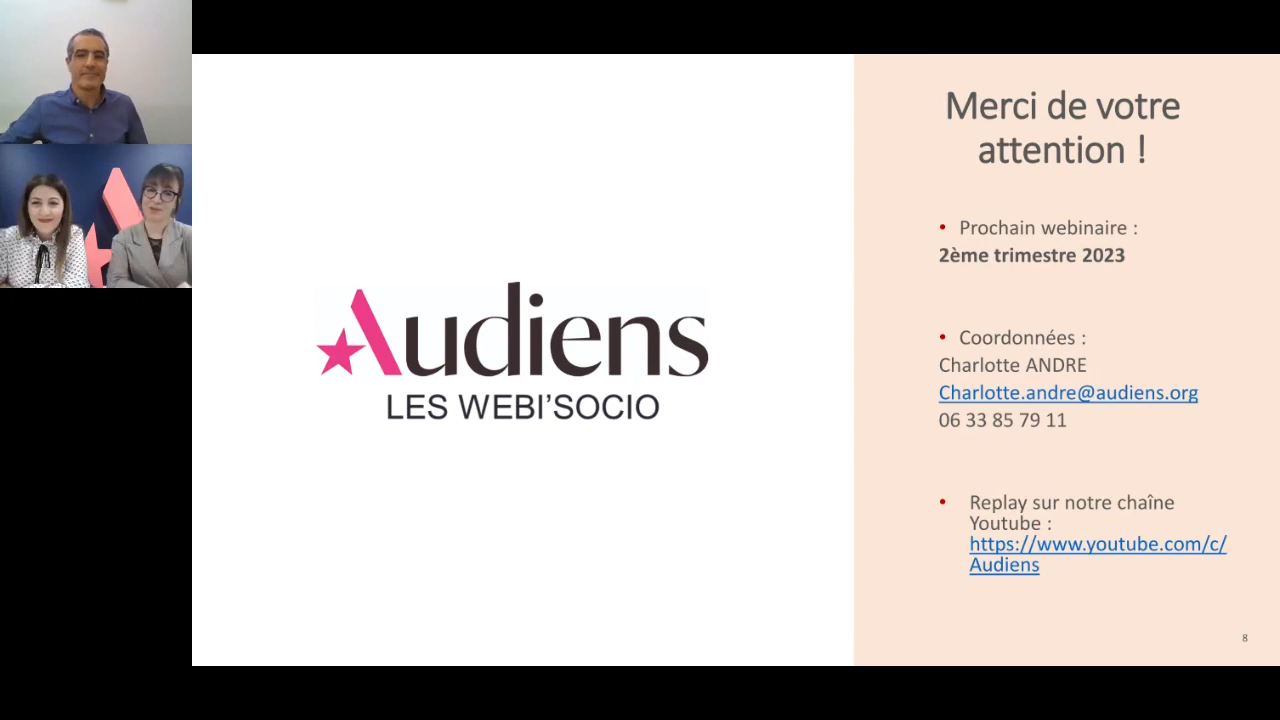 Audiens
LES WEBI’SOCIO
Merci de votre
attention !
• Prochain webinaire :
2ème trimestre 2023
• Coordonnées :
Charlotte ANDRE
Charlotte.andre@audiens.org
06 33 85 79 11
• Replay sur notre chaîne
Youtube :
https://www.youtube.com/c/
Audiens
8